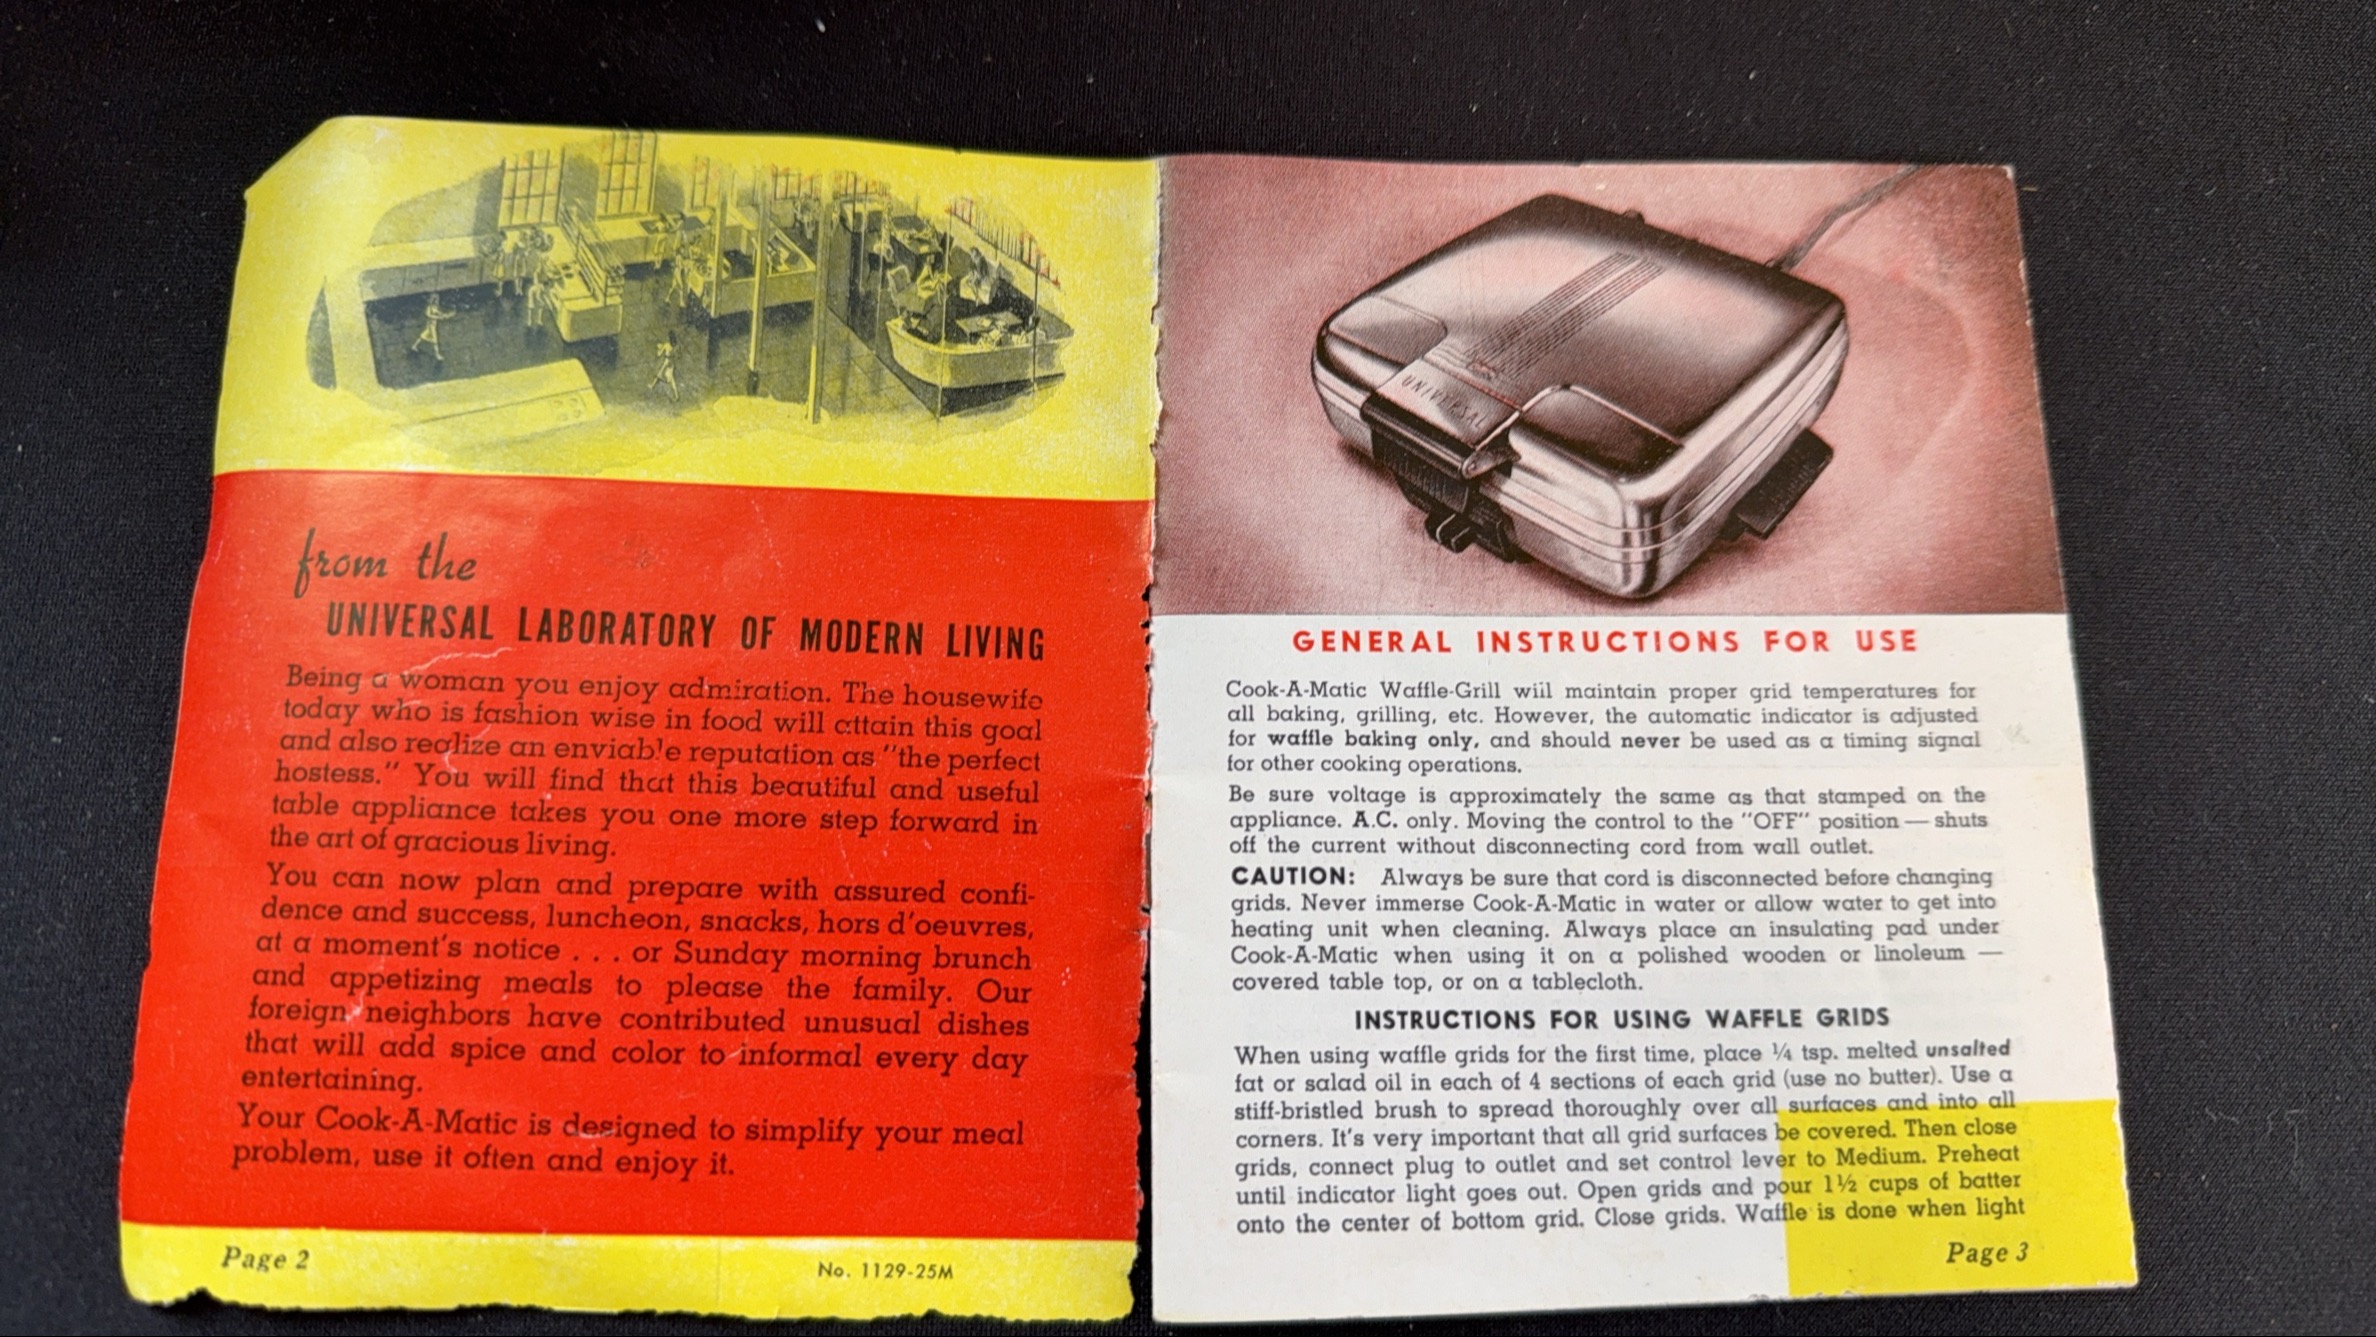 from the
UNIVERSAL LABORATORY OF MODERN LIVING
Being a woman you enjoy admiration. The housewife
today who is fashion wise in food will attain this goal
and also realize an enviable reputation as "the perfect
hostess." You will find that this beautiful and useful
table appliance takes you one more step forward in
the art of gracious living.
You can now plan and prepare with assured confi-
dence and success, luncheon, snacks, hors d'oeuvres,
at a moment's notice . . . or Sunday morning brunch
and appetizing meals to please the family. Our
foreign neighbors have contributed unusual dishes
that will add spice and color to informal every day
entertaining.
Your Cook-A-Matic is designed to simplify your meal
problem, use it often and enjoy it.
Page 2
No. 1129-25M
UNIVERSAL
GENERAL INSTRUCTIONS FOR USE
Cook-A-Matic Waffle-Grill wiil maintain proper grid temperatures for
all baking, grilling, etc. However, the automatic indicator is adjusted
for waffle baking only, and should never be used as a timing signal
for other cooking operations.
Be sure voltage is approximately the same as that stamped on the
appliance. A.C. only. Moving the control to the "OFF" position — shuts
off the current without disconnecting cord from wall outlet.
CAUTION: Always be sure that cord is disconnected before changing
grids. Never immerse Cook-A-Matic in water or allow water to get into
heating unit when cleaning. Always place an insulating pad under
Cook-A-Matic when using it on a polished wooden or linoleum —
covered table top, or on a tablecloth.
INSTRUCTIONS FOR USING WAFFLE GRIDS
When using waffle grids for the first time, place ¼ tsp. melted unsalted
fat or salad oil in each of 4 sections of each grid (use no butter). Use a
stiff-bristled brush to spread thoroughly over all surfaces and into all
corners. It's very important that all grid surfaces be covered. Then close
grids, connect plug to outlet and set control lever to Medium. Preheat
until indicator light goes out. Open grids and pour 1½ cups of batter
onto the center of bottom grid. Close grids. Waffle is done when light
Page 3